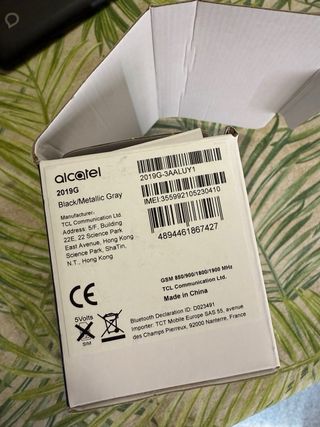 alcatel
2019G
Black/Metallic Gray
Manufacturer:
TCL Communication Ltd.
Address: 5/F, Building
22E, 22 Science Park
East Avenue, Hong Kong
Science Park, ShaTin,
N.T., Hong Kong
2019G-3AALUY1
IMEI:355992105230410
4894461867427
GSM 850/900/1800/1900 MHz
TCL Communication Ltd.
Made in China
CE
5Volts
SIM
Bluetooth Declaration ID: D023491
Importer: TCT Mobile Europe SAS 55, avenue
des Champs Pierreux, 92000 Nanterre, France